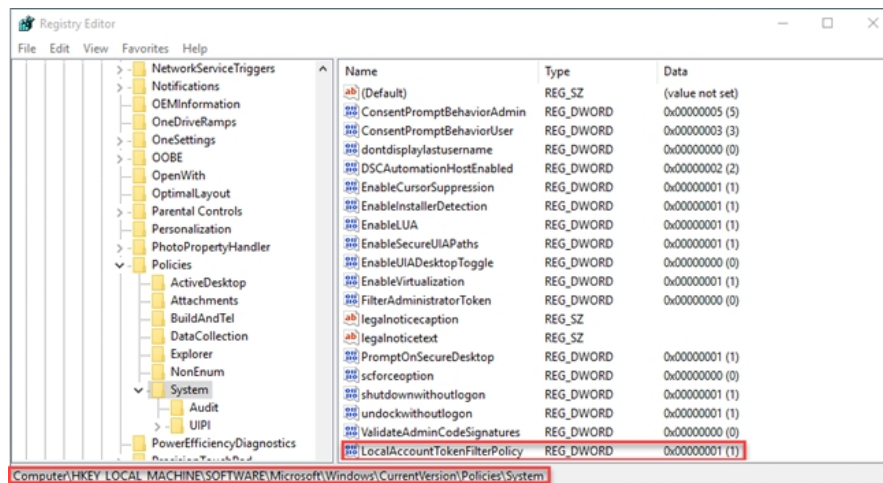 Registry Editor
File Edit View Favorites Help
NetworkServiceTriggers
Notifications
OEMInformation
OneDriveRamps
OneSettings
OOBE
OpenWith
OptimalLayout
Parental Controls
Personalization
PhotoPropertyHandler
Policies
ActiveDesktop
Attachments
BuildAndTel
DataCollection
Explorer
NonEnum
System
Audit
UIPI
PowerEfficiencyDiagnostics
PrecisionTouchPad
Name Type Data
(Default) REG_SZ (value not set)
ConsentPromptBehaviorAdmin REG_DWORD 0x00000005 (5)
ConsentPromptBehaviorUser REG_DWORD 0x00000003 (3)
dontdisplaylastusername REG_DWORD 0x00000000 (0)
DSCAutomationHostEnabled REG_DWORD 0x00000002 (2)
EnableCursorSuppression REG_DWORD 0x00000001 (1)
EnableInstallerDetection REG_DWORD 0x00000001 (1)
EnableLUA REG_DWORD 0x00000001 (1)
EnableSecureUIAPaths REG_DWORD 0x00000001 (1)
EnableUIADesktopToggle REG_DWORD 0x00000000 (0)
EnableVirtualization REG_DWORD 0x00000001 (1)
FilterAdministratorToken REG_DWORD 0x00000000 (0)
legalnoticecaption REG_SZ
legalnoticetext REG_SZ
PromptOnSecureDesktop REG_DWORD 0x00000001 (1)
scforceoption REG_DWORD 0x00000000 (0)
shutdownwithoutlogon REG_DWORD 0x00000001 (1)
undockwithoutlogon REG_DWORD 0x00000001 (1)
ValidateAdminCodeSignatures REG_DWORD 0x00000000 (0)
LocalAccountTokenFilterPolicy REG_DWORD 0x00000001 (1)
Computer\HKEY_LOCAL_MACHINE\SOFTWARE\Microsoft\Windows\CurrentVersion\Policies\System